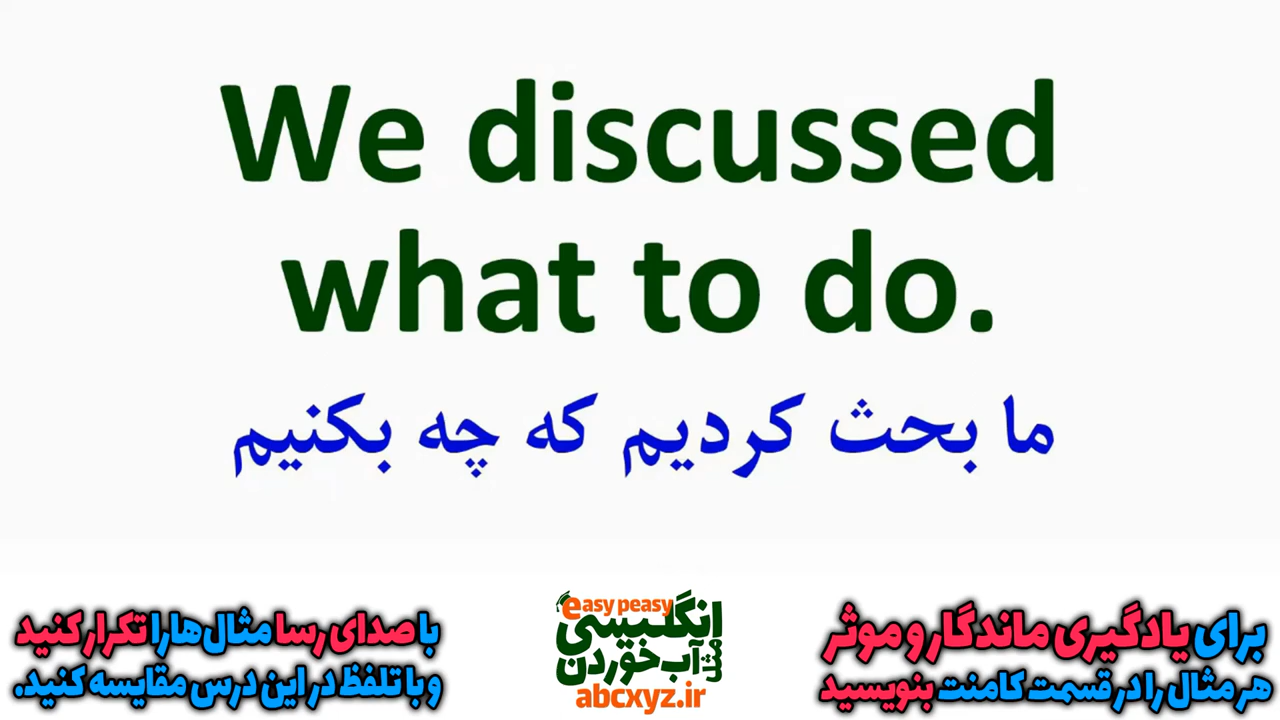 We discussed
what to do.
ما بحث کردیم که چه بکنیم
برای یادگیری ماندگار و موثر
هر مثال را در قسمت کامنت بنویسید
easy peasy
انگلیسی
مثل آب خوردن
abcxyz.ir
با صدای رسا مثال‌ها را تکرار کنید
و با تلفظ در این درس مقایسه کنید.